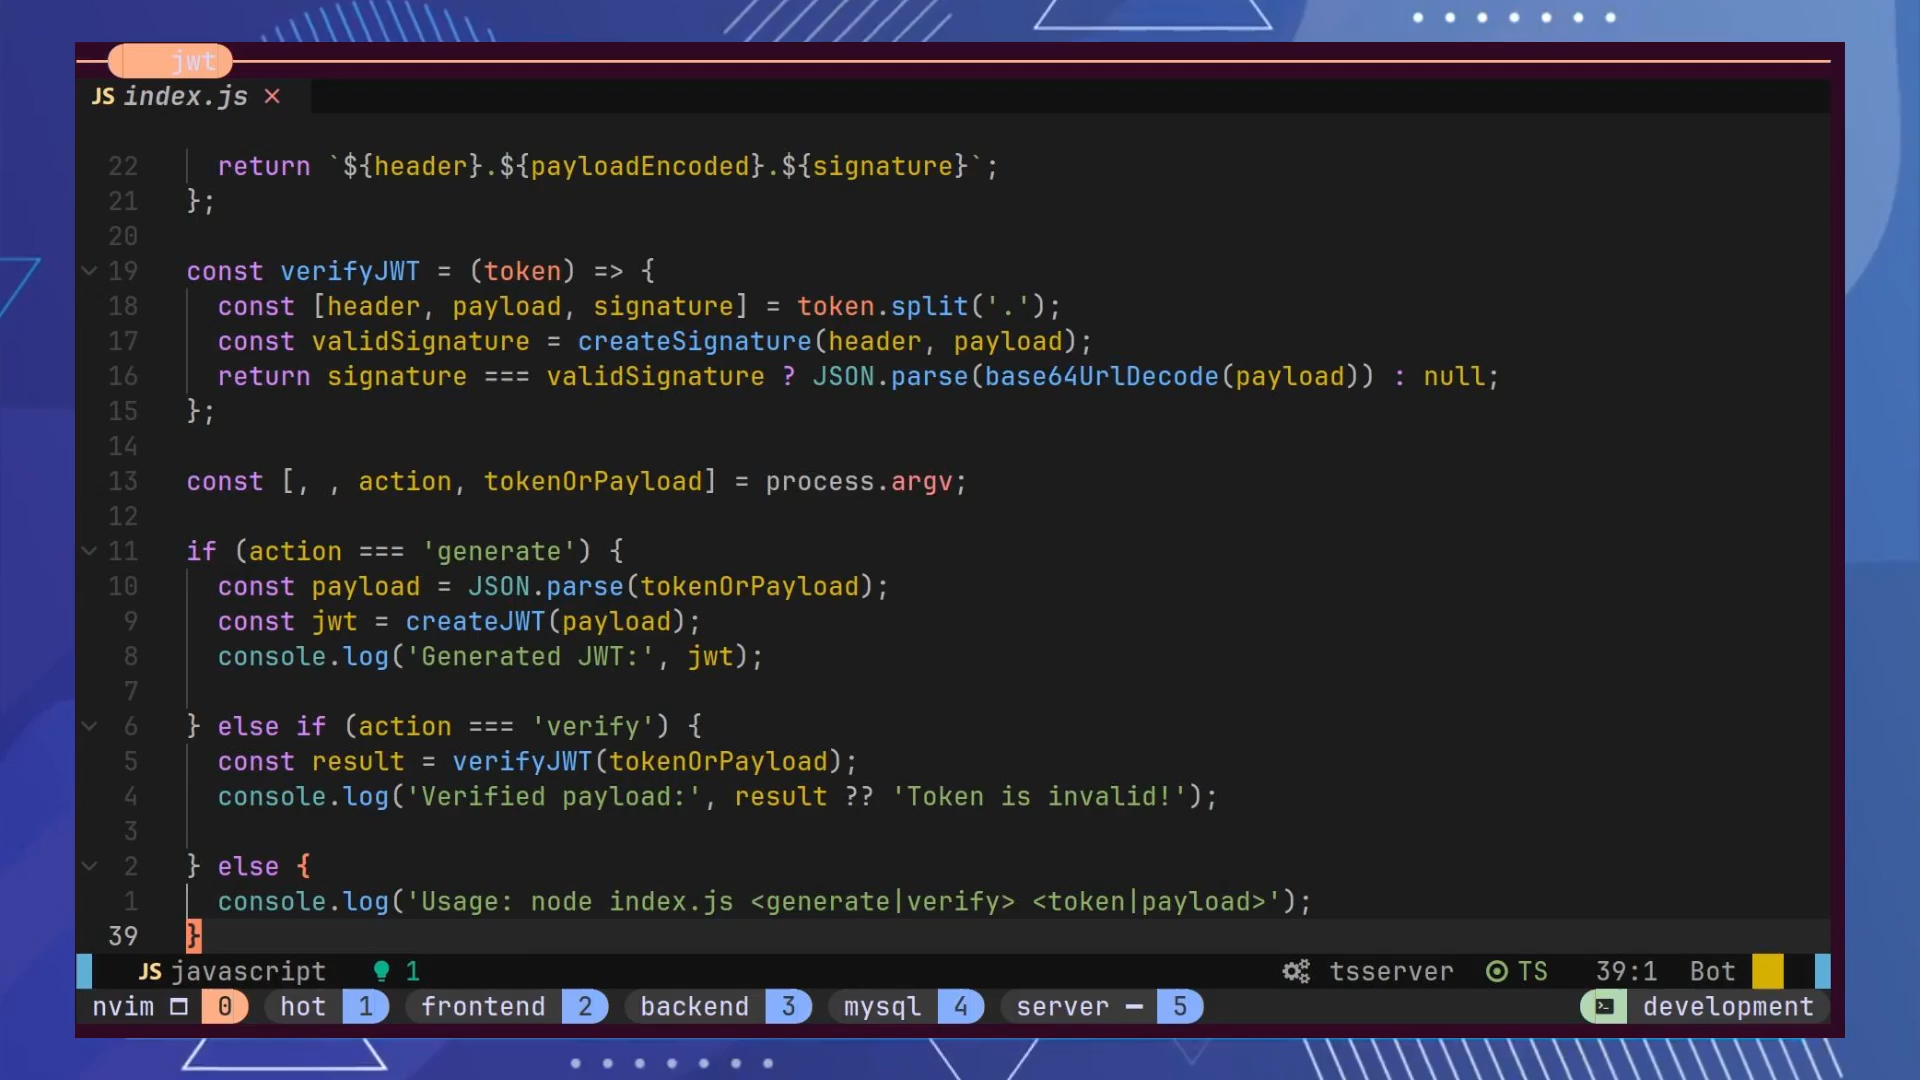 jwt
JS index.js ×
22 return `${header}.${payloadEncoded}.${signature}`;
21 };
20
19 const verifyJWT = (token) => {
18 const [header, payload, signature] = token.split('.');
17 const validSignature = createSignature(header, payload);
16 return signature === validSignature ? JSON.parse(base64UrlDecode(payload)) : null;
15 };
14
13 const [, , action, tokenOrPayload] = process.argv;
12
11 if (action === 'generate') {
10 const payload = JSON.parse(tokenOrPayload);
9 const jwt = createJWT(payload);
8 console.log('Generated JWT:', jwt);
7
6 } else if (action === 'verify') {
5 const result = verifyJWT(tokenOrPayload);
4 console.log('Verified payload:', result ?? 'Token is invalid!');
3
2 } else {
1 console.log('Usage: node index.js <generate|verify> <token|payload>');
39 }
JS javascript 1 tsserver TS 39:1 Bot
nvim 0 hot 1 frontend 2 backend 3 mysql 4 server – 5 development